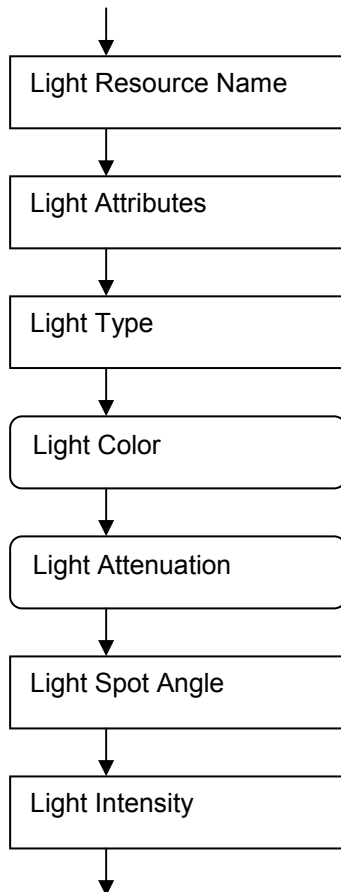 Light Resource Name
Light Attributes
Light Type
Light Color
Light Attenuation
Light Spot Angle
Light Intensity